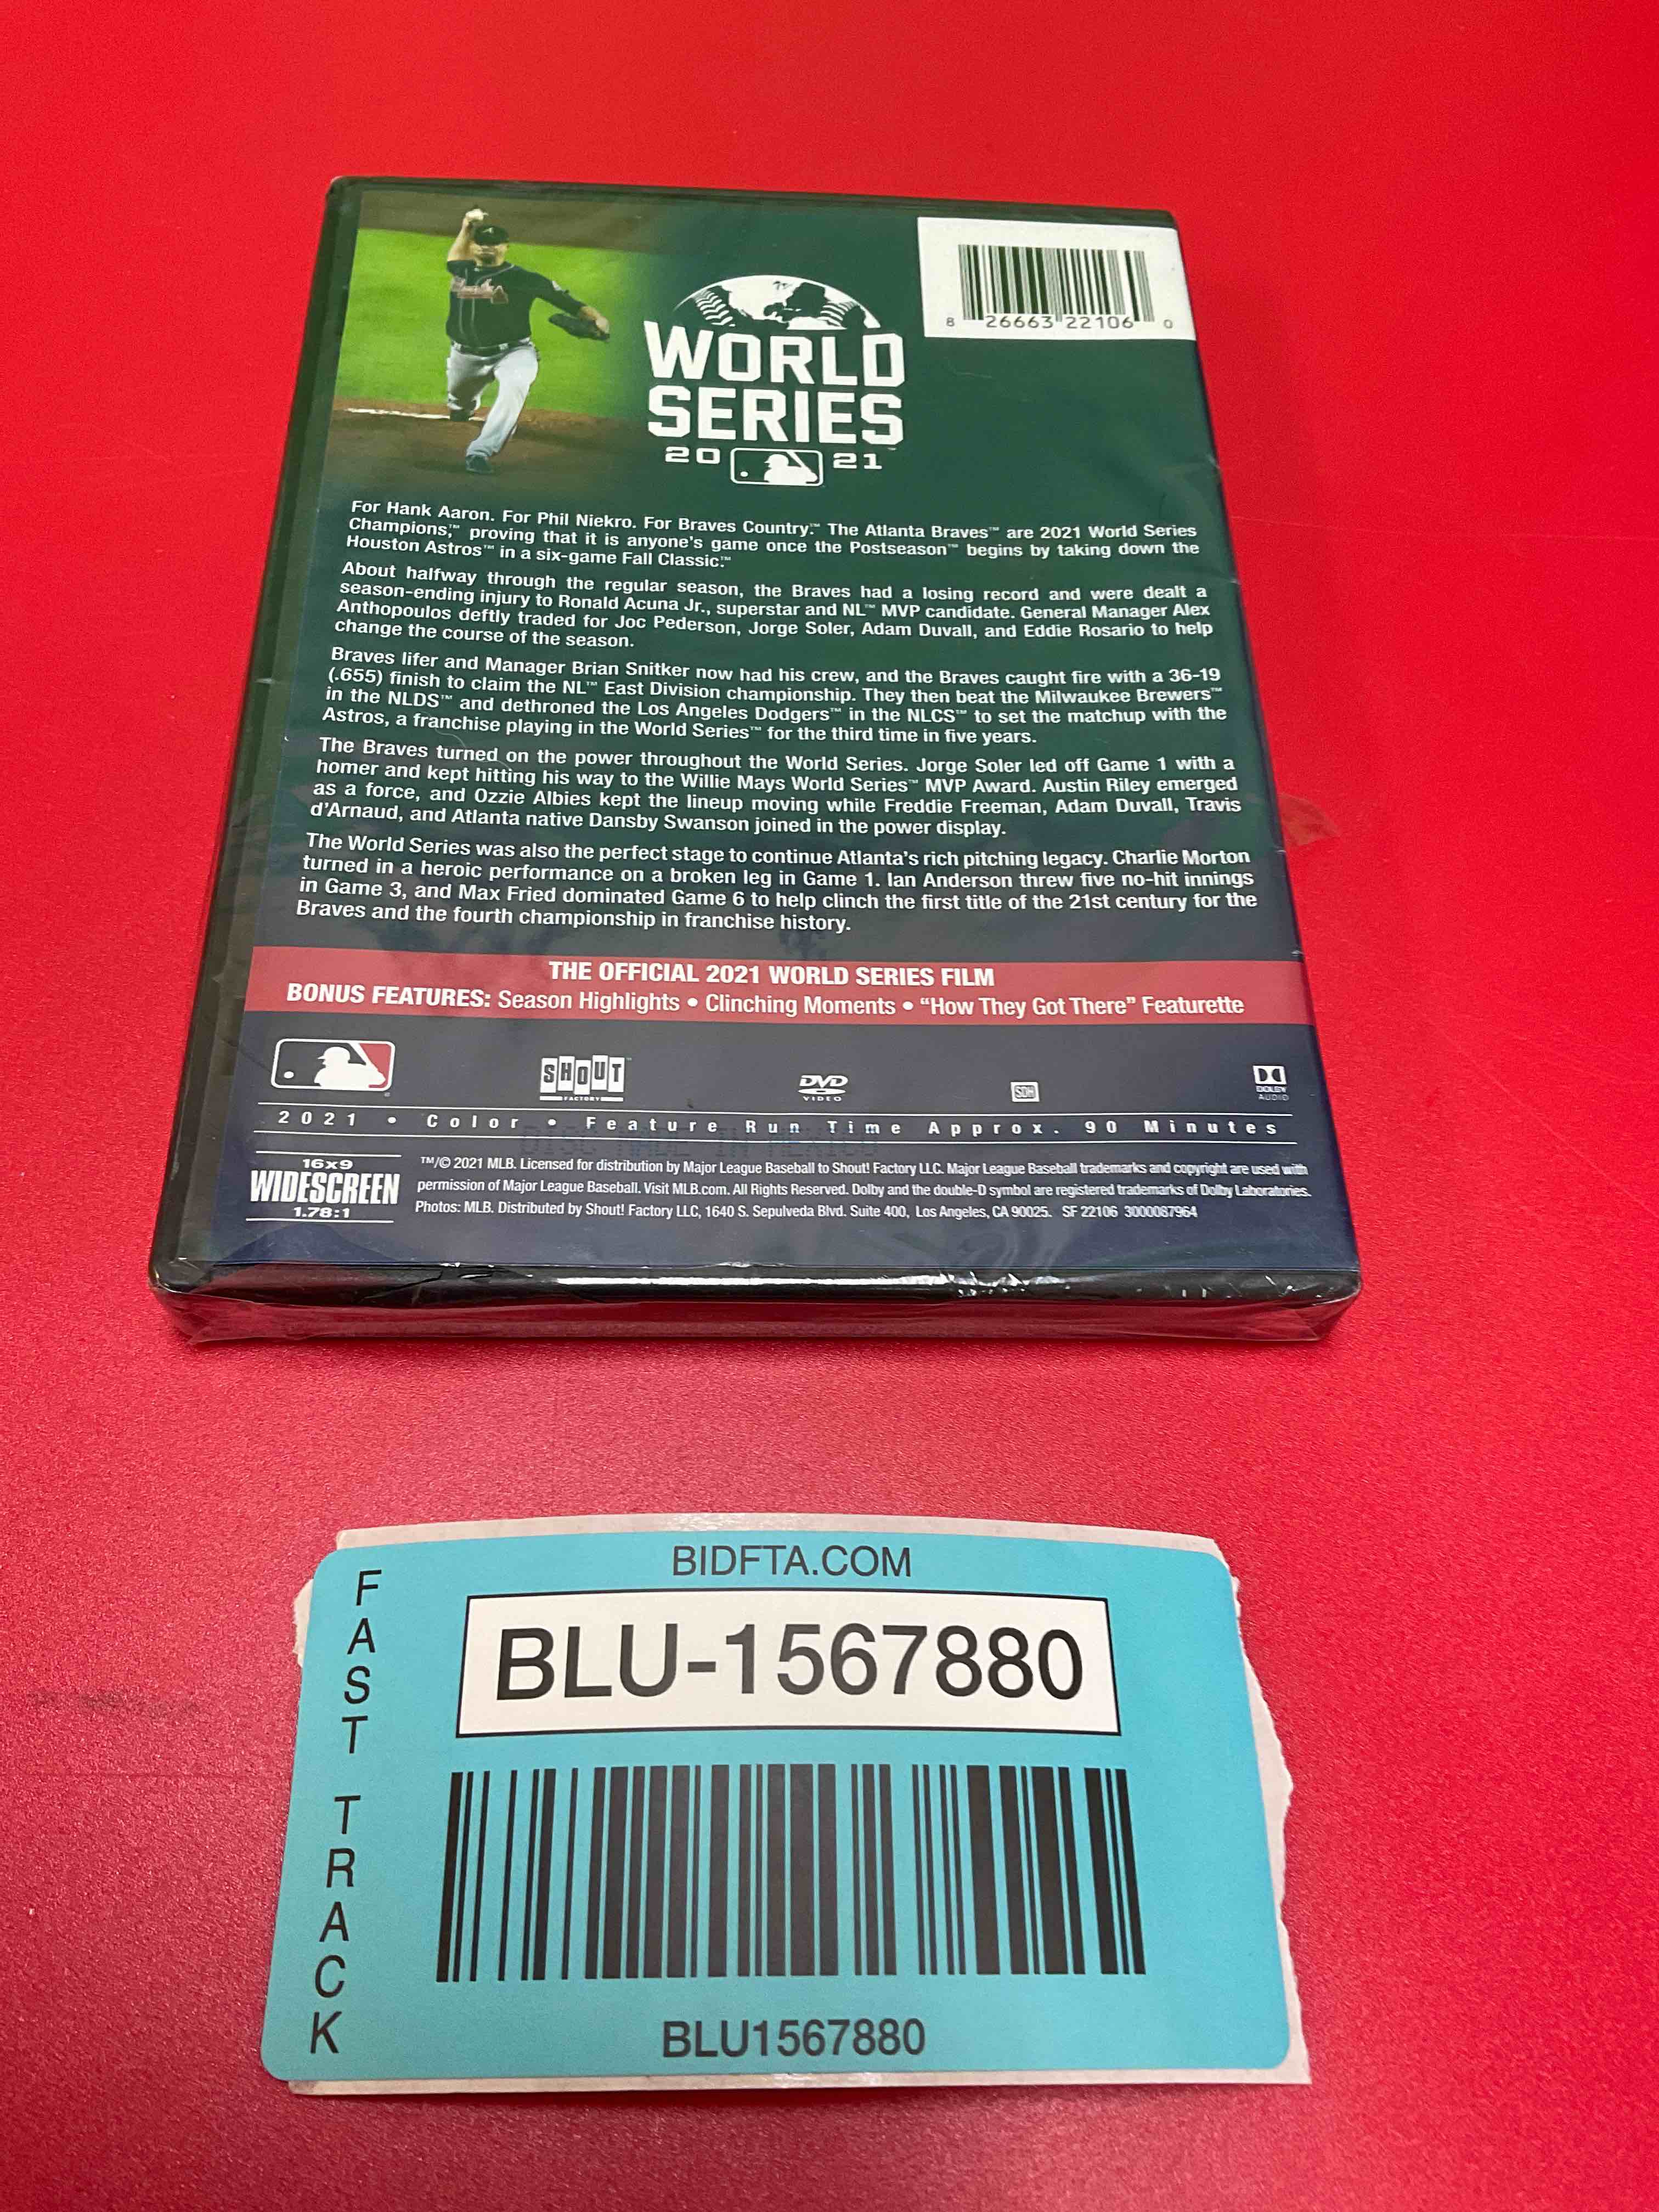 8 26663 22106 0
WORLD
SERIES™
20 21
For Hank Aaron. For Phil Niekro. For Braves Country.™ The Atlanta Braves™ are 2021 World Series
Champions,™ proving that it is anyone's game once the Postseason™ begins by taking down the
Houston Astros™ in a six-game Fall Classic.™
About halfway through the regular season, the Braves had a losing record and were dealt a
season-ending injury to Ronald Acuna Jr., superstar and NL™ MVP candidate. General Manager Alex
Anthopoulos deftly traded for Joc Pederson, Jorge Soler, Adam Duvall, and Eddie Rosario to help
change the course of the season.
Braves lifer and Manager Brian Snitker now had his crew, and the Braves caught fire with a 36-19
(.655) finish to claim the NL™ East Division championship. They then beat the Milwaukee Brewers™
in the NLDS™ and dethroned the Los Angeles Dodgers™ in the NLCS™ to set the matchup with the
Astros, a franchise playing in the World Series™ for the third time in five years.
The Braves turned on the power throughout the World Series. Jorge Soler led off Game 1 with a
homer and kept hitting his way to the Willie Mays World Series™ MVP Award. Austin Riley emerged
as a force, and Ozzie Albies kept the lineup moving while Freddie Freeman, Adam Duvall, Travis
d'Arnaud, and Atlanta native Dansby Swanson joined in the power display.
The World Series was also the perfect stage to continue Atlanta's rich pitching legacy. Charlie Morton
turned in a heroic performance on a broken leg in Game 1. Ian Anderson threw five no-hit innings
in Game 3, and Max Fried dominated Game 6 to help clinch the first title of the 21st century for the
Braves and the fourth championship in franchise history.
THE OFFICIAL 2021 WORLD SERIES FILM
BONUS FEATURES: Season Highlights • Clinching Moments • "How They Got There" Featurette
SHOUT™
FACTORY
DVD
VIDEO
SDH
DOLBY
AUDIO
2021 • Color • Feature Run Time Approx. 90 Minutes
DISC MADE IN MEXICO
16x9
WIDESCREEN
1.78:1
™/© 2021 MLB. Licensed for distribution by Major League Baseball to Shout! Factory LLC. Major League Baseball trademarks and copyright are used with
permission of Major League Baseball. Visit MLB.com. All Rights Reserved. Dolby and the double-D symbol are registered trademarks of Dolby Laboratories.
Photos: MLB. Distributed by Shout! Factory LLC, 1640 S. Sepulveda Blvd. Suite 400, Los Angeles, CA 90025. SF 22106 3000087964
BIDFTA.COM
FAST TRACK
BLU-1567880
BLU1567880